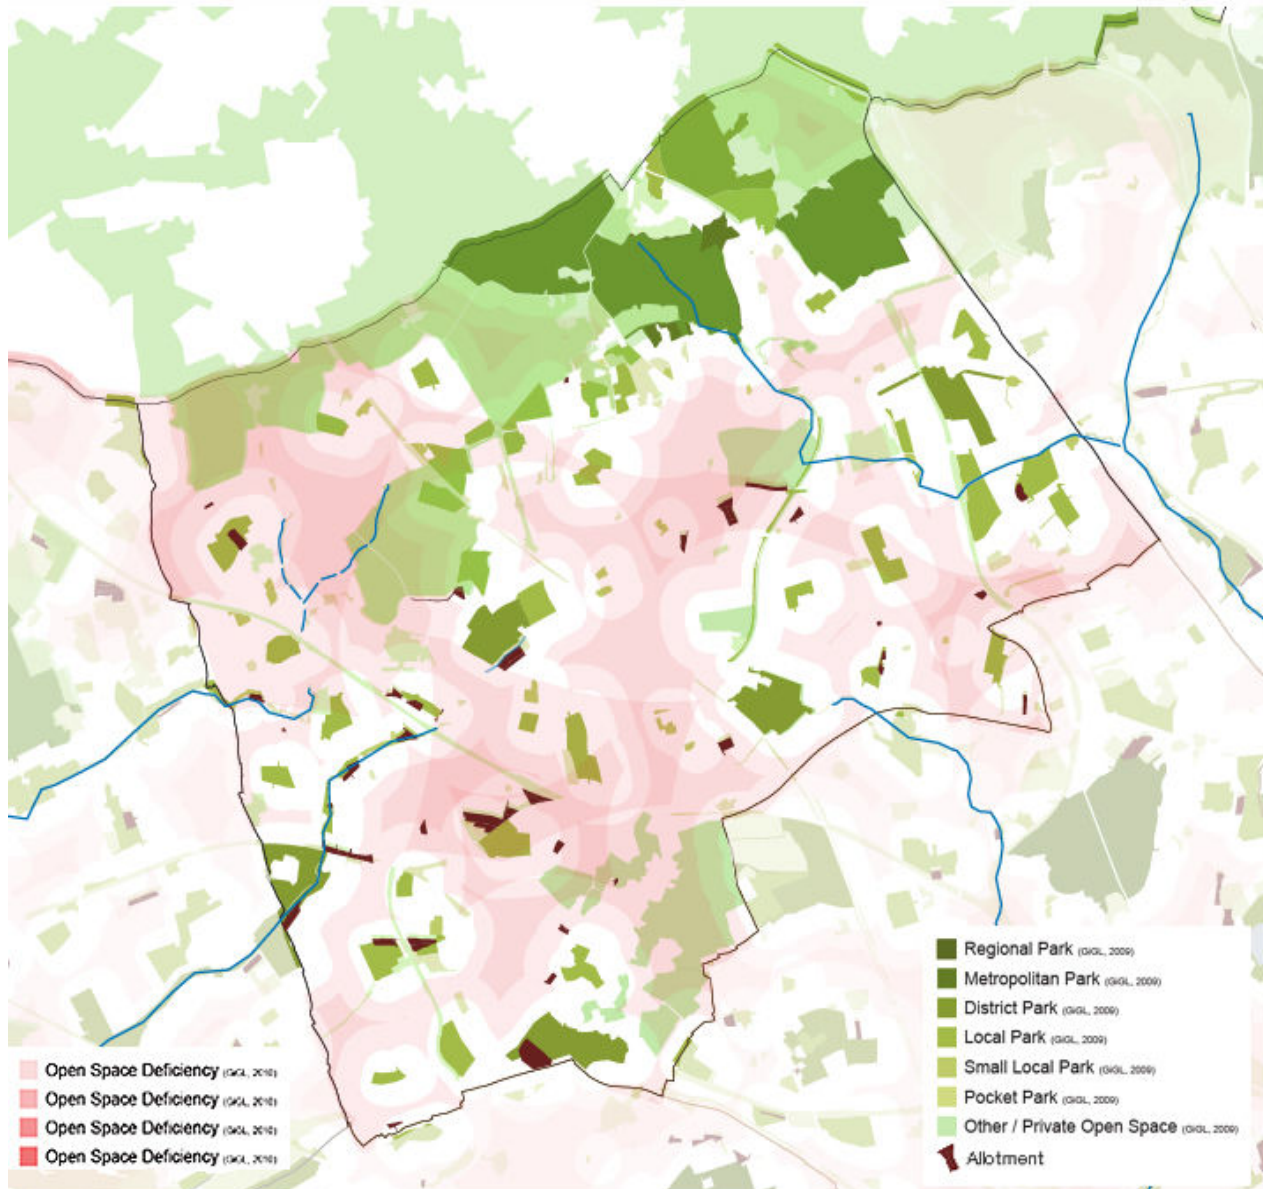 Regional Park (GiGL, 2009)
Metropolitan Park (GiGL, 2009)
District Park (GiGL, 2009)
Local Park (GiGL, 2009)
Small Local Park (GiGL, 2009)
Pocket Park (GiGL, 2009)
Other / Private Open Space (GiGL, 2009)
Allotment
Open Space Deficiency (GiGL, 2010)
Open Space Deficiency (GiGL, 2010)
Open Space Deficiency (GiGL, 2010)
Open Space Deficiency (GiGL, 2010)